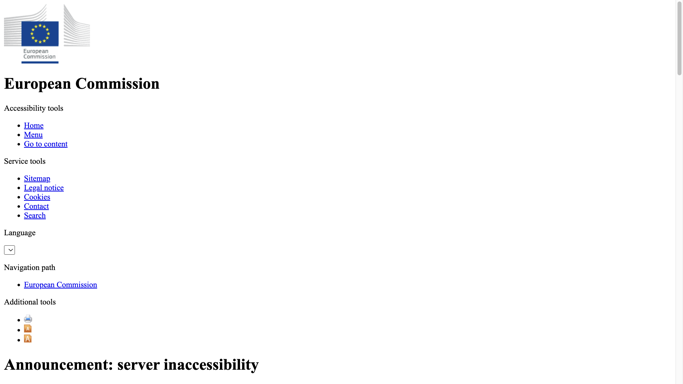 European
Commission
European Commission
Accessibility tools
Home
Menu
Go to content
Service tools
Sitemap
Legal notice
Cookies
Contact
Search
Language
Navigation path
European Commission
Additional tools
Announcement: server inaccessibility